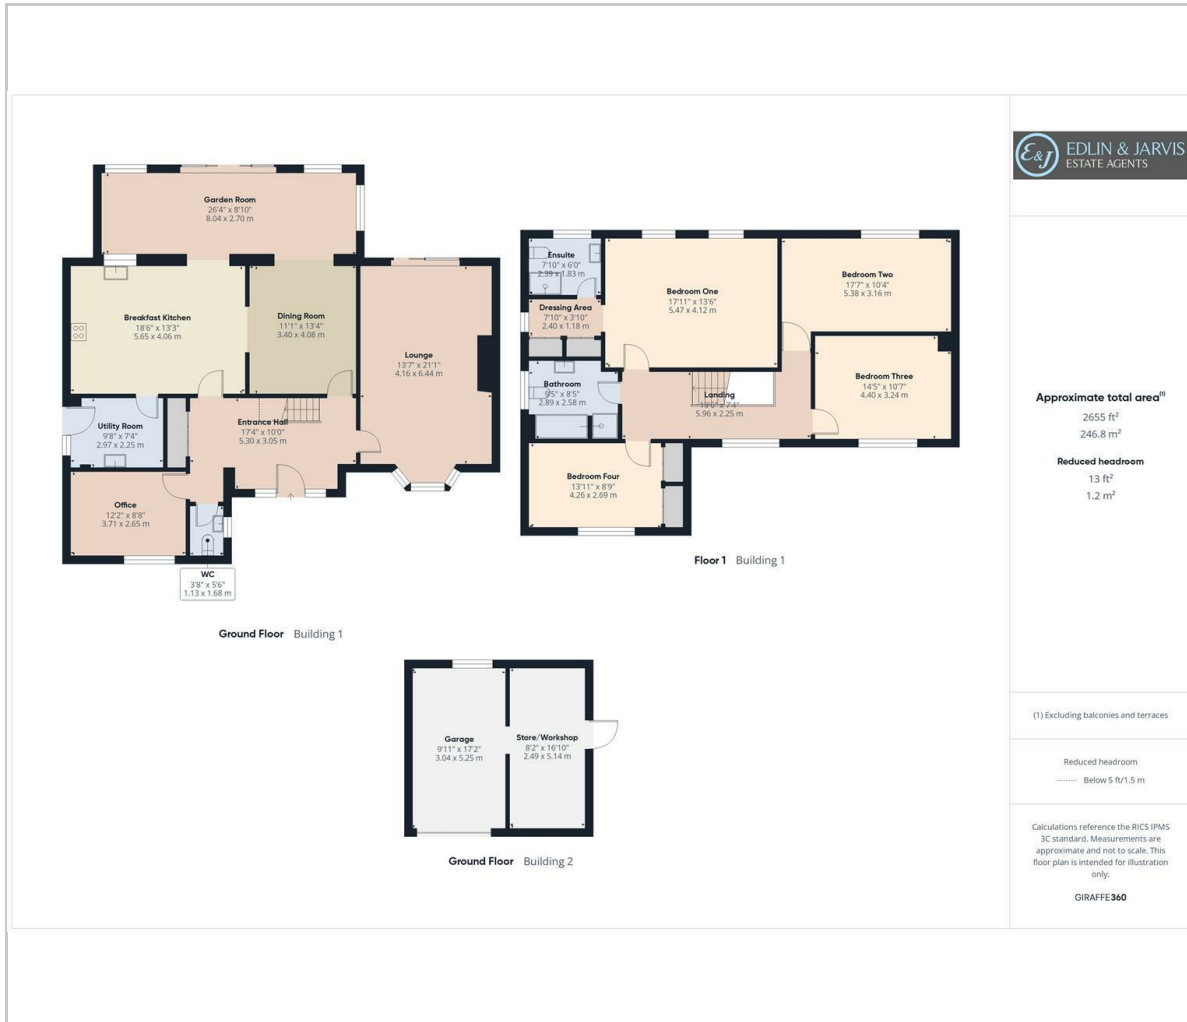 Garden Room
26'4" x 8'10"
8.04 x 2.70 m
Breakfast Kitchen
18'6" x 13'3"
5.65 x 4.06 m
Dining Room
11'1" x 13'4"
3.40 x 4.08 m
Lounge
13'7" x 21'1"
4.16 x 6.44 m
Utility Room
9'8" x 7'4"
2.97 x 2.25 m
Entrance Hall
17'4" x 10'0"
5.30 x 3.05 m
Office
12'2" x 8'8"
3.71 x 2.65 m
WC
3'8" x 5'6"
1.13 x 1.68 m
Ground Floor Building 1
Ensuite
7'10" x 6'0"
2.39 x 1.83 m
Dressing Area
7'10" x 3'10"
2.40 x 1.18 m
Bedroom One
17'11" x 13'6"
5.47 x 4.12 m
Bedroom Two
17'7" x 10'4"
5.38 x 3.16 m
Bathroom
9'5" x 8'5"
2.89 x 2.58 m
Landing
19'6" x 7'4"
5.96 x 2.25 m
Bedroom Three
14'5" x 10'7"
4.40 x 3.24 m
Bedroom Four
13'11" x 8'9"
4.26 x 2.69 m
Floor 1 Building 1
Garage
9'11" x 17'2"
3.04 x 5.25 m
Store/Workshop
8'2" x 16'10"
2.49 x 5.14 m
Ground Floor Building 2
E&J
EDLIN & JARVIS
ESTATE AGENTS
Approximate total area(1)
2655 ft²
246.8 m²
Reduced headroom
13 ft²
1.2 m²
(1) Excluding balconies and terraces
Reduced headroom
Below 5 ft/1.5 m
Calculations reference the RICS IPMS
3C standard. Measurements are
approximate and not to scale. This
floor plan is intended for illustration
only.
GIRAFFE360